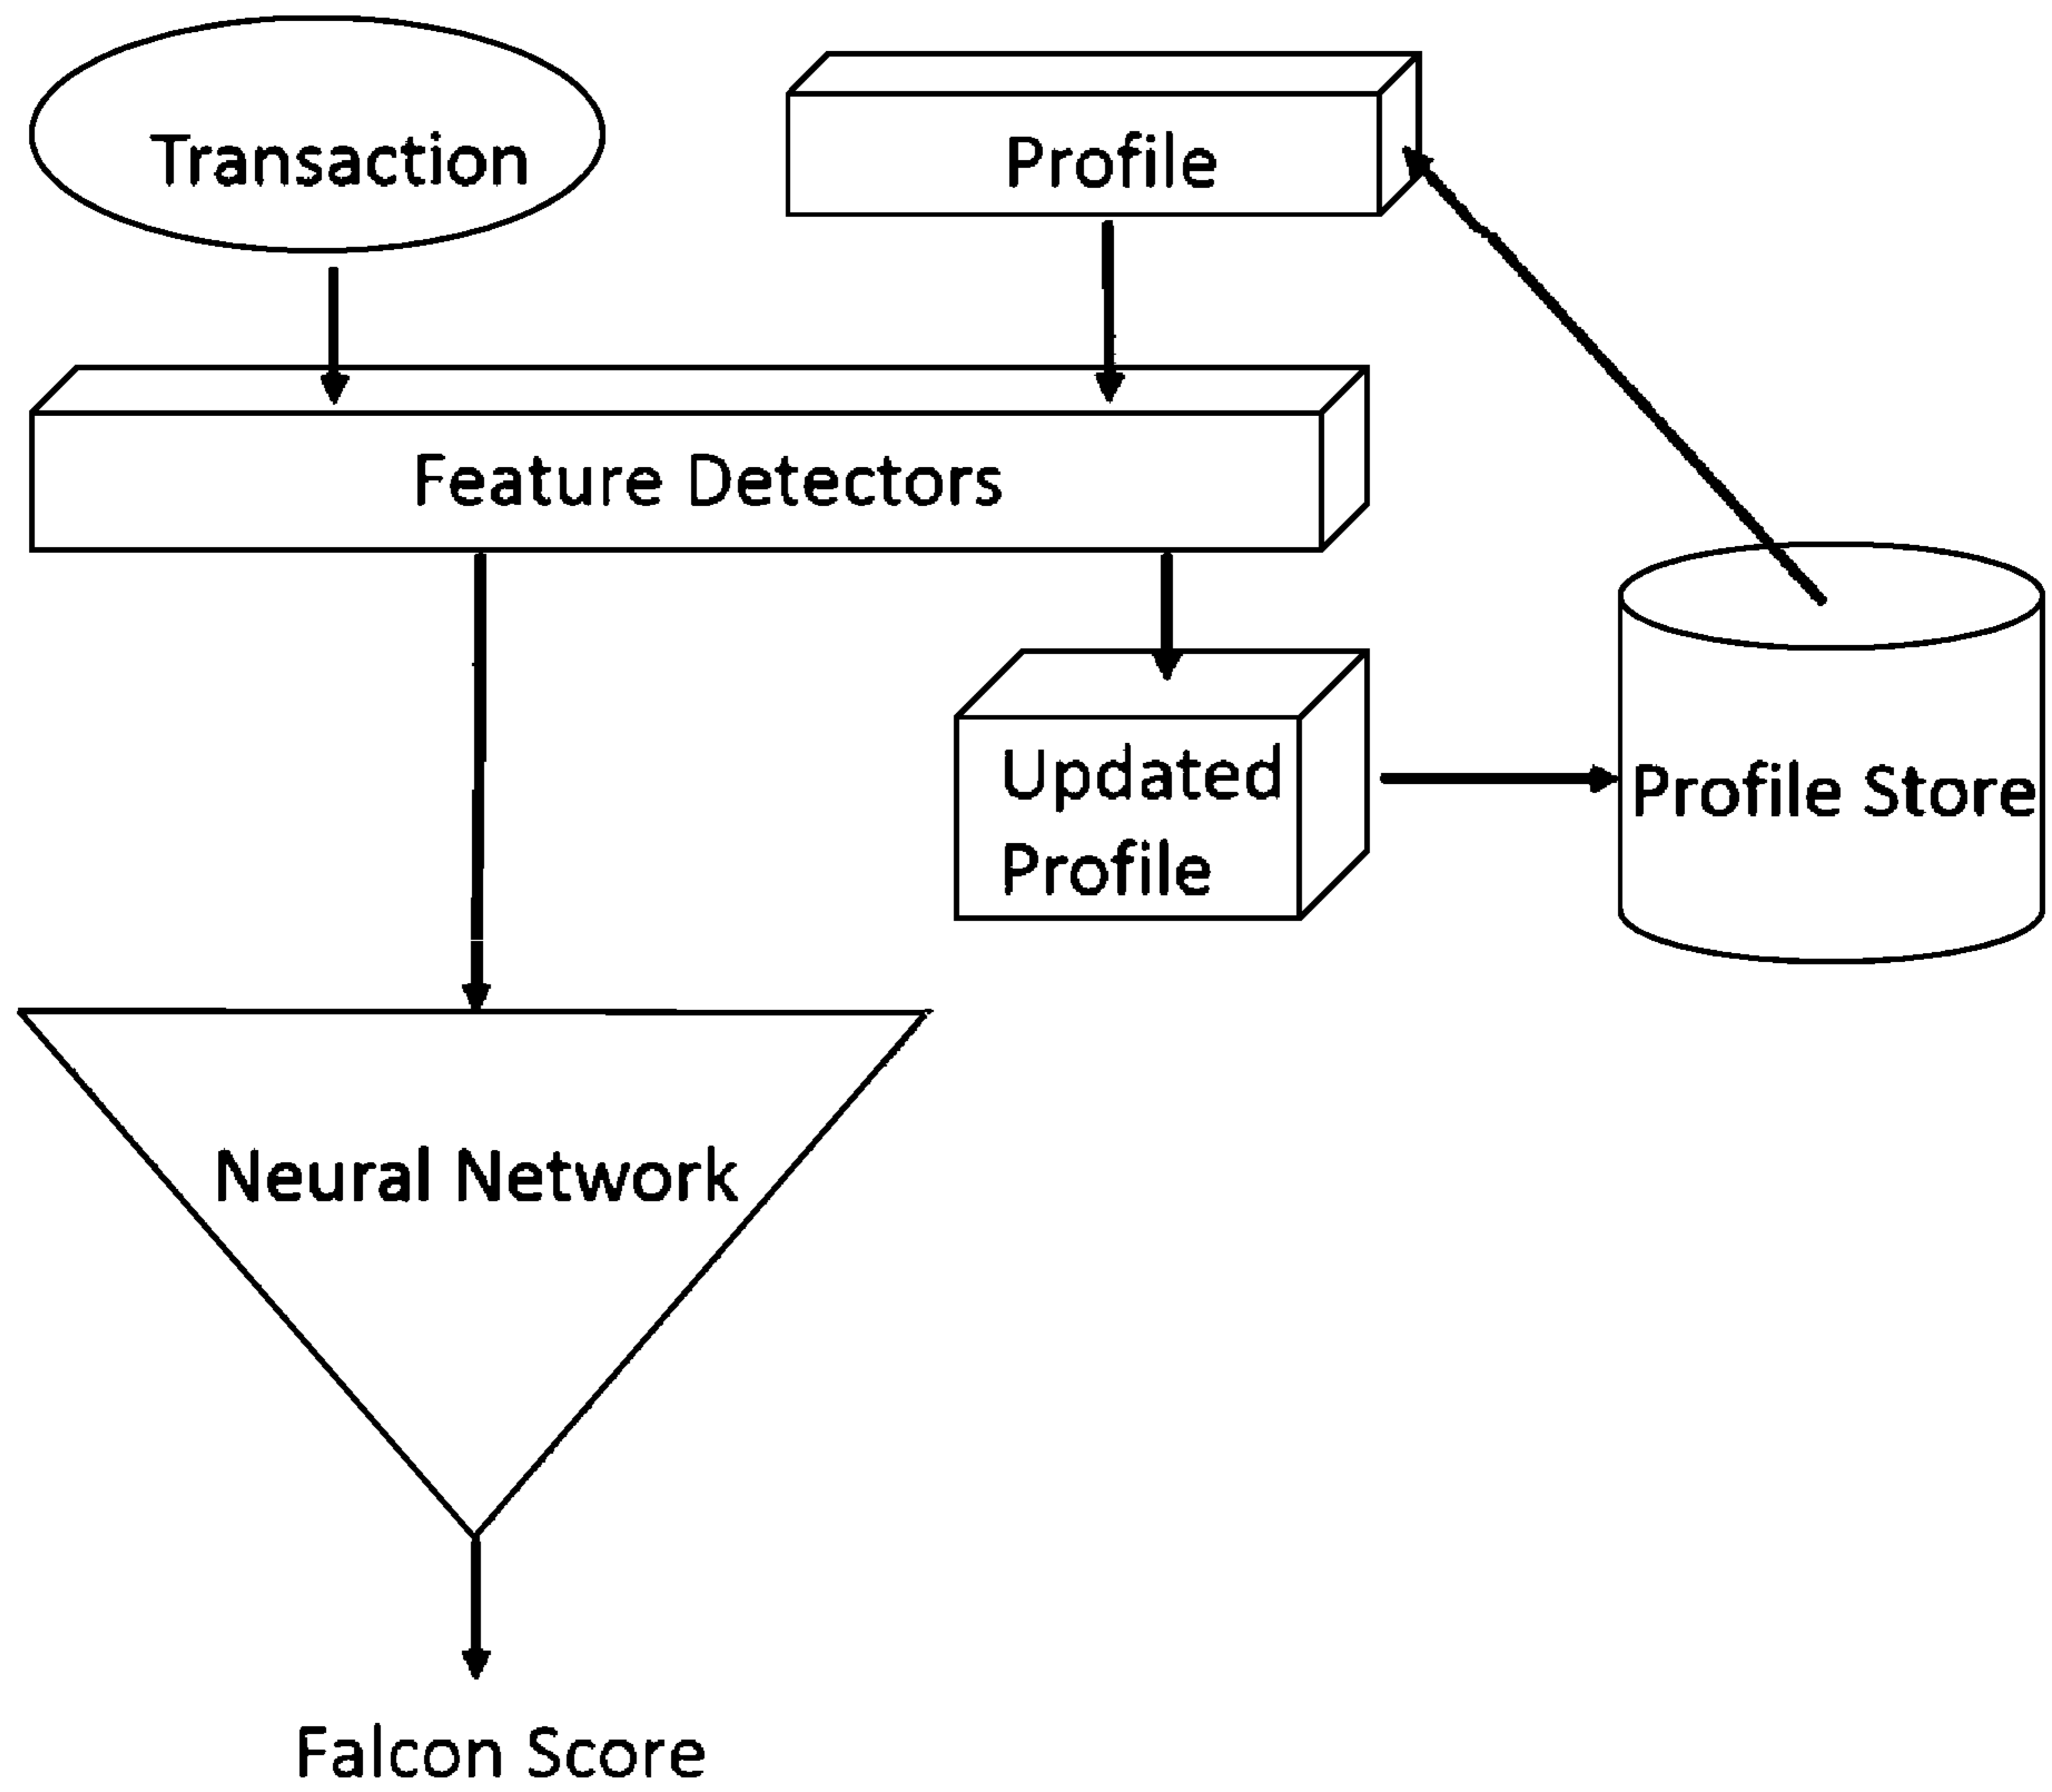 Transaction
Profile
Feature Detectors
Updated
Profile
Profile Store
Neural Network
Falcon Score